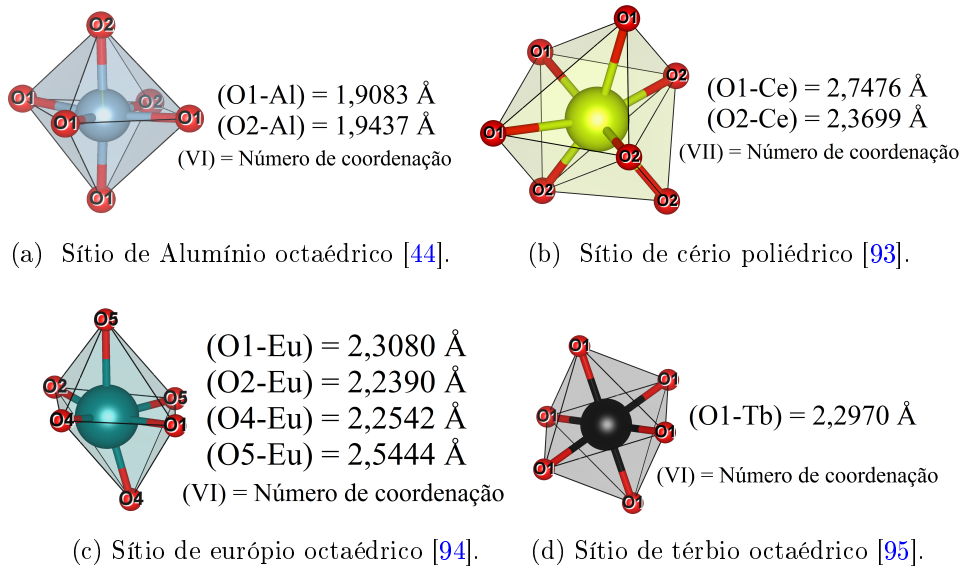 O2
O1
O2
O1
O1
O1
(O1-Al) = 1,9083 Å
(O2-Al) = 1,9437 Å
(VI) = Número de coordenação
(a) Sítio de Alumínio octaédrico [44].
O1
O1
O2
O1
O2
O2
O2
(O1-Ce) = 2,7476 Å
(O2-Ce) = 2,3699 Å
(VII) = Número de coordenação
(b) Sítio de cério poliédrico [93].
O5
O2
O5
O4
O1
O4
(O1-Eu) = 2,3080 Å
(O2-Eu) = 2,2390 Å
(O4-Eu) = 2,2542 Å
(O5-Eu) = 2,5444 Å
(VI) = Número de coordenação
(c) Sítio de európio octaédrico [94].
O1
O1
O1
O1
O1
O1
(O1-Tb) = 2,2970 Å
(VI) = Número de coordenação
(d) Sítio de térbio octaédrico [95].